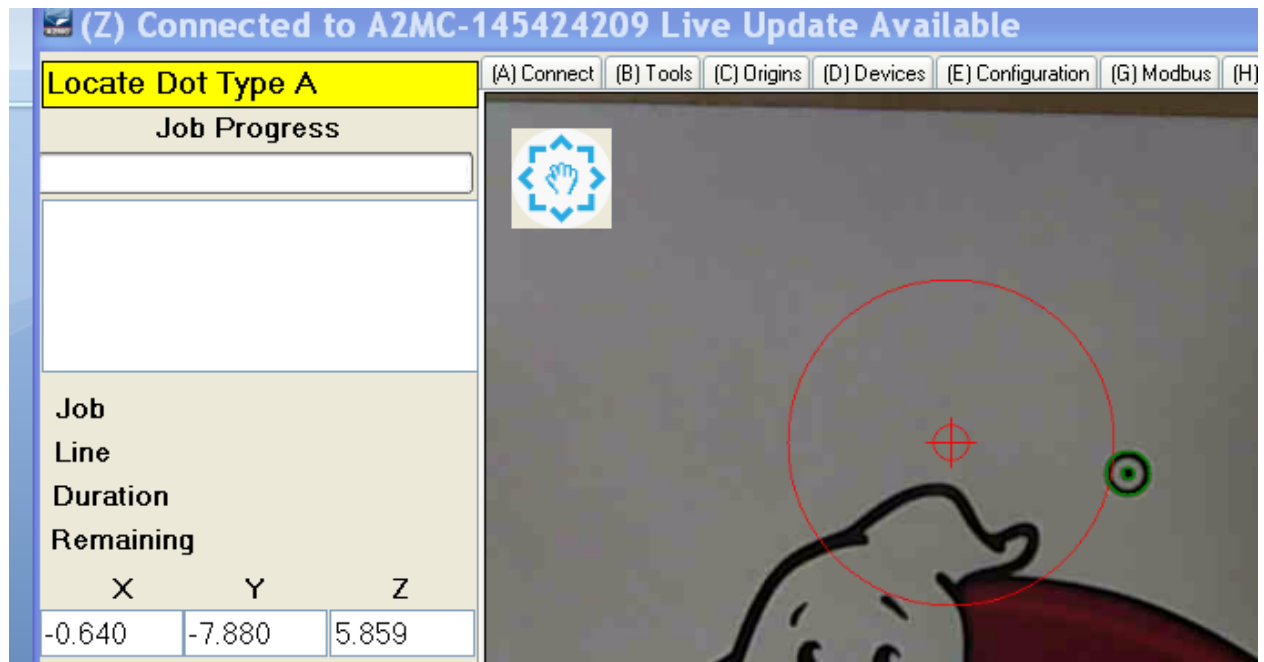 (Z) Connected to A2MC-145424209 Live Update Available
Locate Dot Type A
(A) Connect (B) Tools (C) Origins (D) Devices (E) Configuration (G) Modbus (H)
Job Progress
Job
Line
Duration
Remaining
X Y Z
-0.640 -7.880 5.859